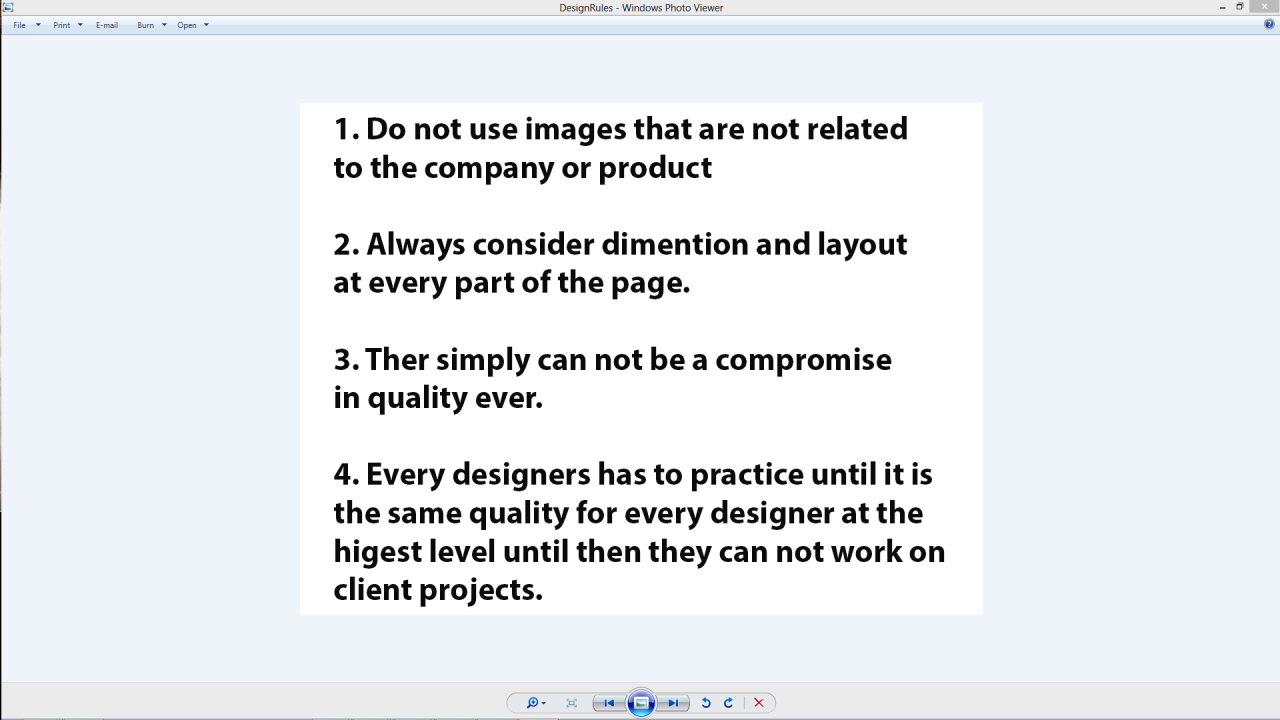 DesignRules - Windows Photo Viewer
File Print E-mail Burn Open
1. Do not use images that are not related
to the company or product
2. Always consider dimention and layout
at every part of the page.
3. Ther simply can not be a compromise
in quality ever.
4. Every designers has to practice until it is
the same quality for every designer at the
higest level until then they can not work on
client projects.